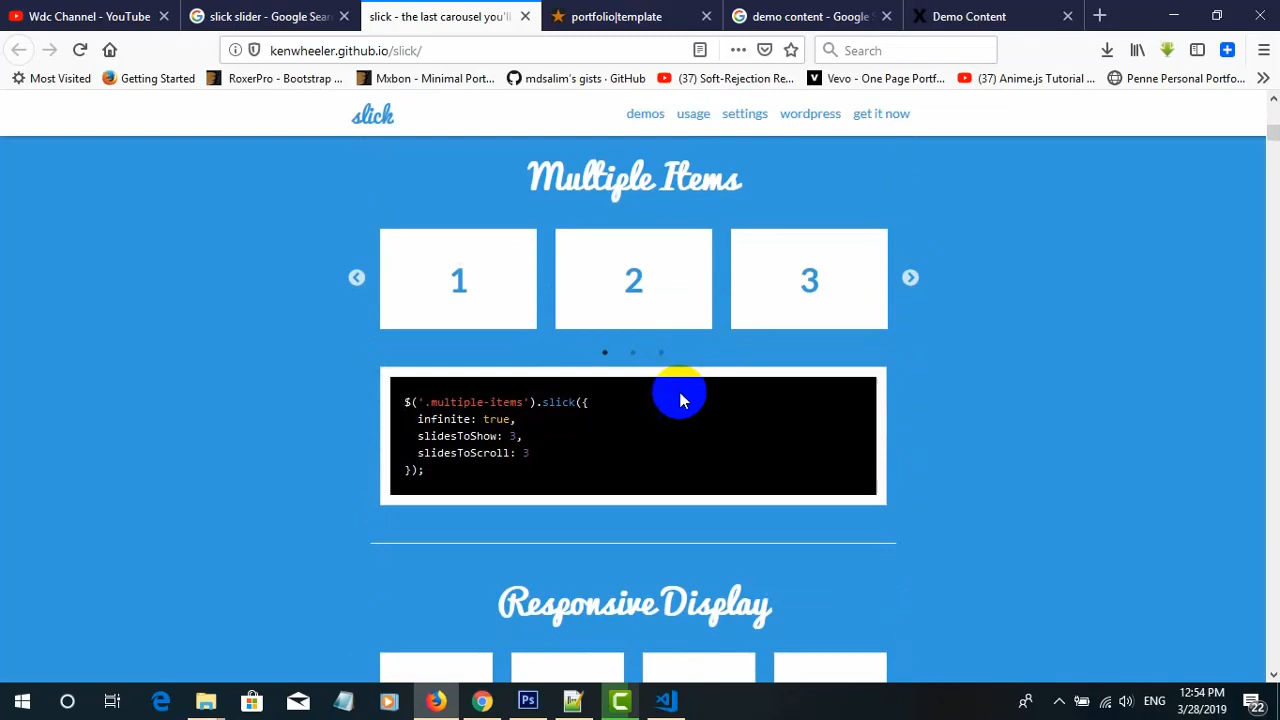 Wdc Channel - YouTube
slick slider - Google Sear
slick - the last carousel you'll
portfolio|template
demo content - Google S
Demo Content
kenwheeler.github.io/slick/
Search
Most Visited
Getting Started
RoxerPro - Bootstrap ...
Mxbon - Minimal Port...
mdsalim's gists · GitHub
(37) Soft-Rejection Re...
Vevo - One Page Portf...
(37) Anime.js Tutorial ...
Penne Personal Portfo...
slick
demos
usage
settings
wordpress
get it now
Multiple Items
1
2
3
$('.multiple-items').slick({
infinite: true,
slidesToShow: 3,
slidesToScroll: 3
});
Responsive Display
Ps
ENG
12:54 PM
3/28/2019
22